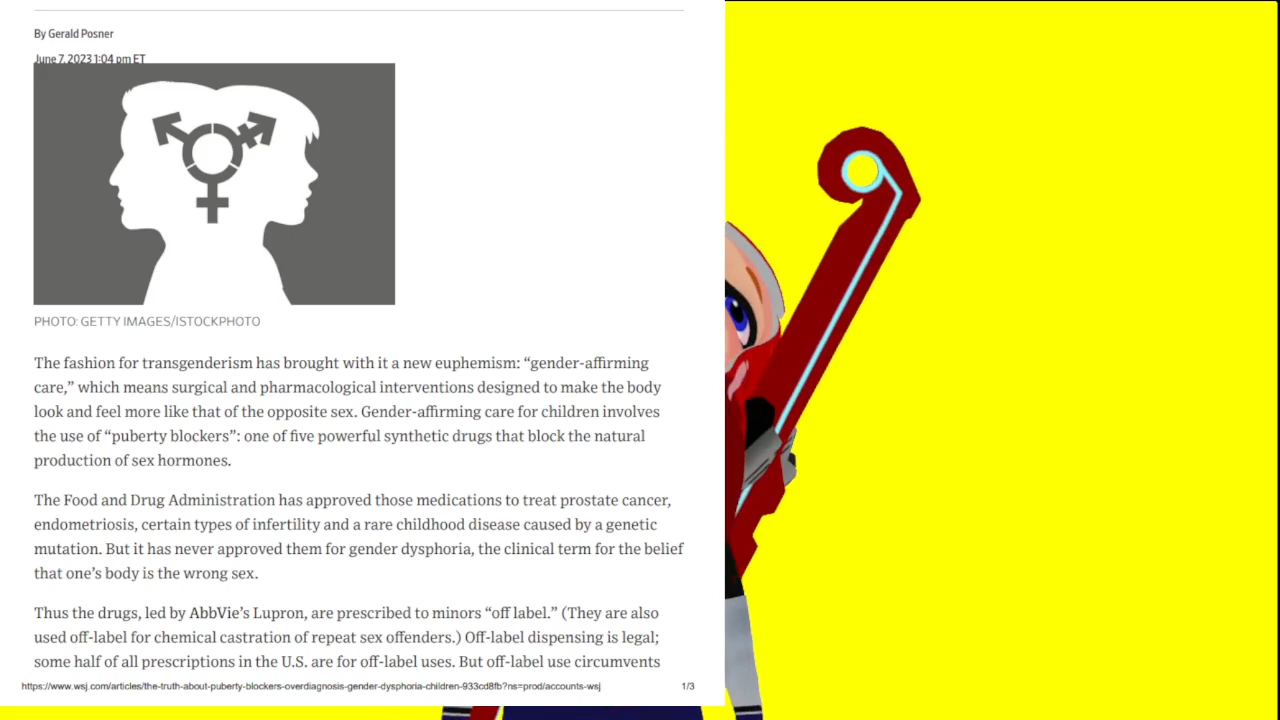 By Gerald Posner
June 7, 2023 1:04 pm ET
PHOTO: GETTY IMAGES/ISTOCKPHOTO
The fashion for transgenderism has brought with it a new euphemism: “gender-affirming
care,” which means surgical and pharmacological interventions designed to make the body
look and feel more like that of the opposite sex. Gender-affirming care for children involves
the use of “puberty blockers”: one of five powerful synthetic drugs that block the natural
production of sex hormones.
The Food and Drug Administration has approved those medications to treat prostate cancer,
endometriosis, certain types of infertility and a rare childhood disease caused by a genetic
mutation. But it has never approved them for gender dysphoria, the clinical term for the belief
that one’s body is the wrong sex.
Thus the drugs, led by AbbVie’s Lupron, are prescribed to minors “off label.” (They are also
used off-label for chemical castration of repeat sex offenders.) Off-label dispensing is legal;
some half of all prescriptions in the U.S. are for off-label uses. But off-label use circumvents
https://www.wsj.com/articles/the-truth-about-puberty-blockers-overdiagnosis-gender-dysphoria-children-933cd8fb?ns=prod/accounts-wsj 1/3